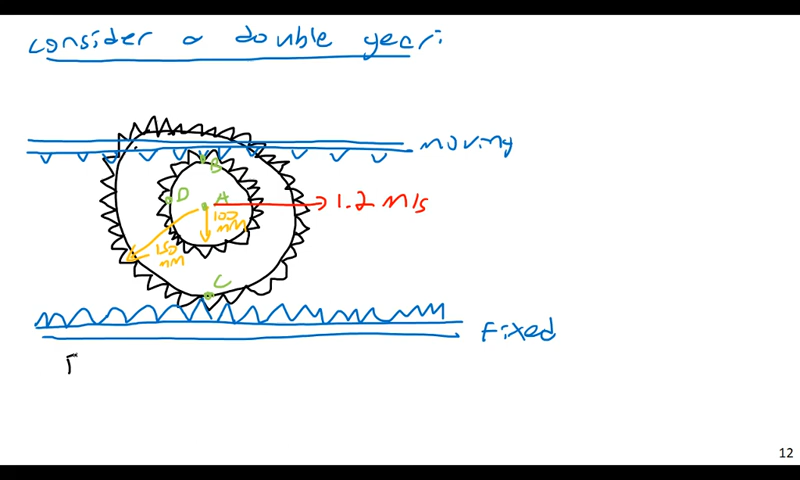 consider a double gear:
moving
B
D A
1.2 m/s
100
mm
150
mm
C
Fixed
12